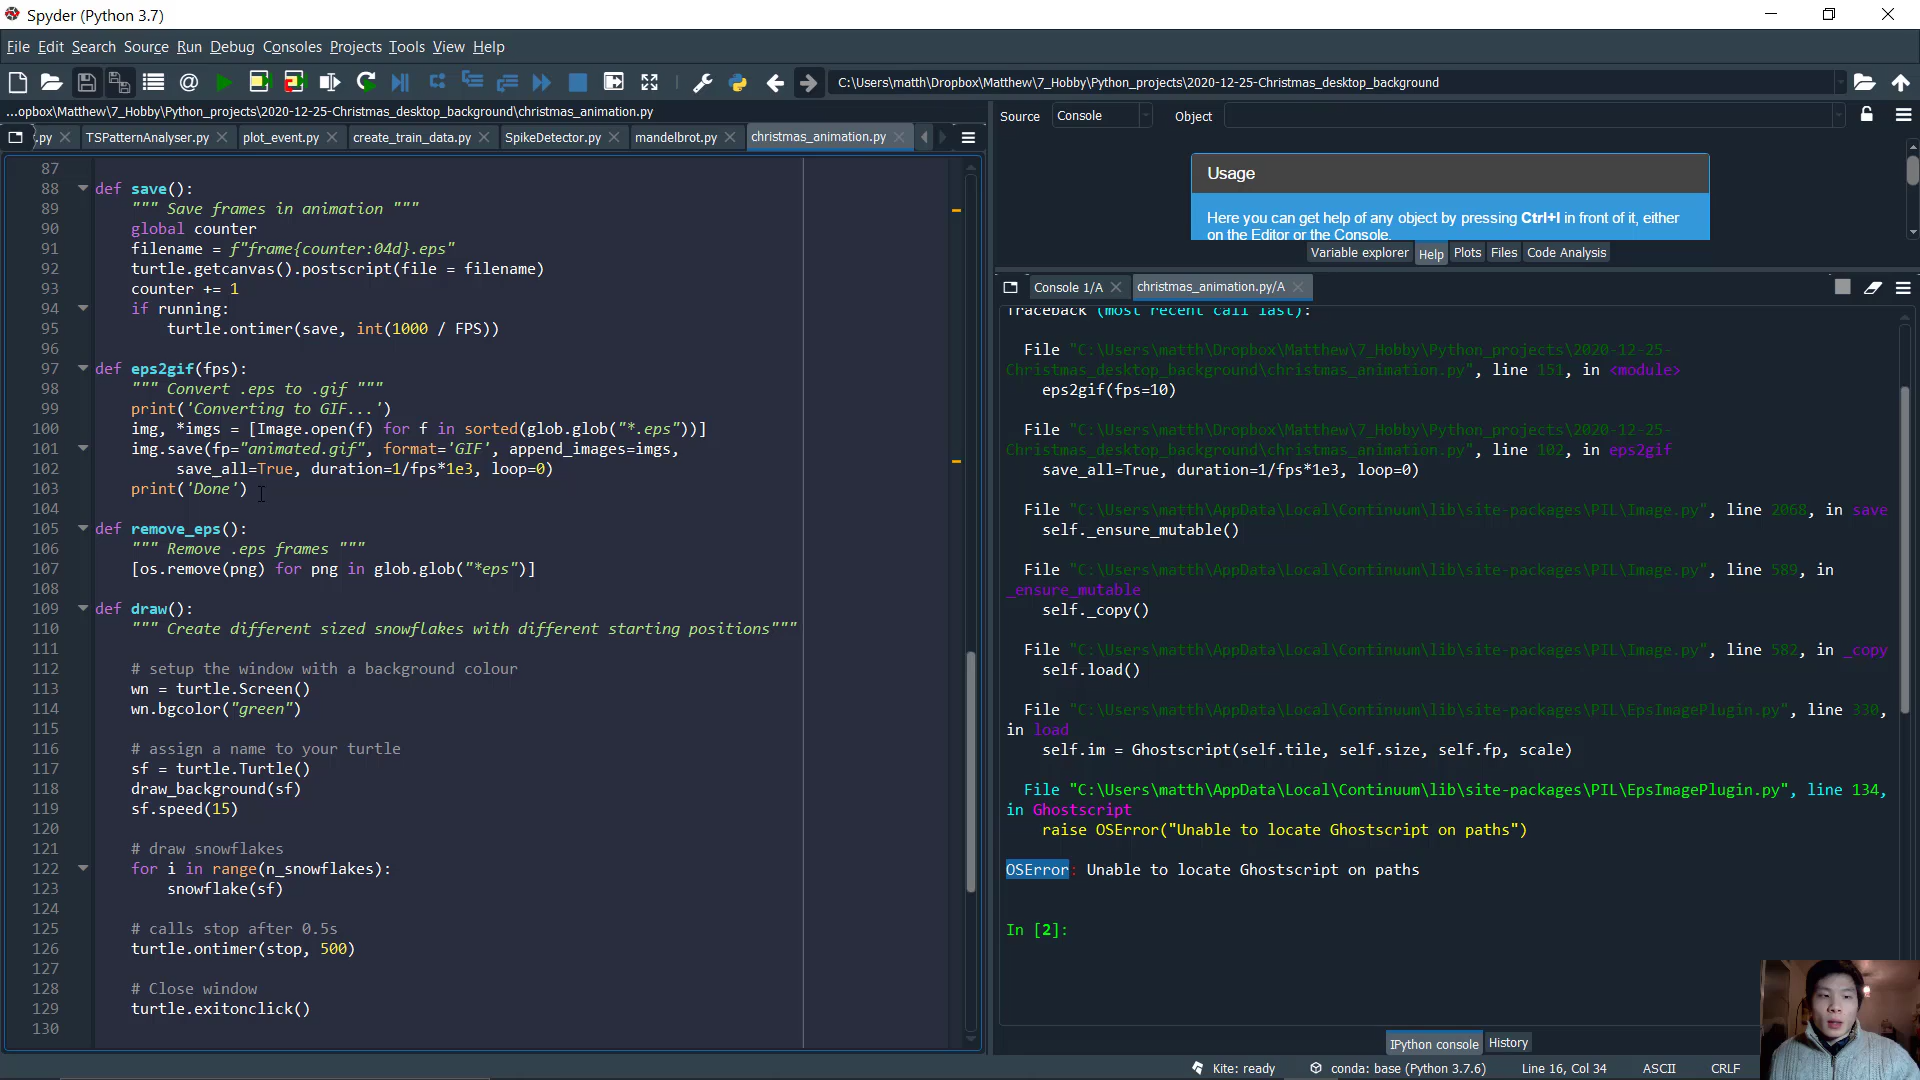 Spyder (Python 3.7)
File Edit Search Source Run Debug Consoles Projects Tools View Help
C:\Users\matth\Dropbox\Matthew\7_Hobby\Python_projects\2020-12-25-Christmas_desktop_background
...opbox\Matthew\7_Hobby\Python_projects\2020-12-25-Christmas_desktop_background\christmas_animation.py
.py TSPatternAnalyser.py plot_event.py create_train_data.py SpikeDetector.py mandelbrot.py christmas_animation.py
87
88 def save():
89 """ Save frames in animation """
90 global counter
91 filename = f"frame{counter:04d}.eps"
92 turtle.getcanvas().postscript(file = filename)
93 counter += 1
94 if running:
95 turtle.ontimer(save, int(1000 / FPS))
96
97 def eps2gif(fps):
98 """ Convert .eps to .gif """
99 print('Converting to GIF...')
100 img, *imgs = [Image.open(f) for f in sorted(glob.glob("*.eps"))]
101 img.save(fp="animated.gif", format='GIF', append_images=imgs,
102 save_all=True, duration=1/fps*1e3, loop=0)
103 print('Done')
104
105 def remove_eps():
106 """ Remove .eps frames """
107 [os.remove(png) for png in glob.glob("*eps")]
108
109 def draw():
110 """ Create different sized snowflakes with different starting positions"""
111
112 # setup the window with a background colour
113 wn = turtle.Screen()
114 wn.bgcolor("green")
115
116 # assign a name to your turtle
117 sf = turtle.Turtle()
118 draw_background(sf)
119 sf.speed(15)
120
121 # draw snowflakes
122 for i in range(n_snowflakes):
123 snowflake(sf)
124
125 # calls stop after 0.5s
126 turtle.ontimer(stop, 500)
127
128 # Close window
129 turtle.exitonclick()
130
Source Console Object
Usage
Here you can get help of any object by pressing Ctrl+I in front of it, either
on the Editor or the Console.
Variable explorer Help Plots Files Code Analysis
Console 1/A christmas_animation.py/A
Traceback (most recent call last):
File "C:\Users\matth\Dropbox\Matthew\7_Hobby\Python_projects\2020-12-25-
Christmas_desktop_background\christmas_animation.py", line 151, in <module>
eps2gif(fps=10)
File "C:\Users\matth\Dropbox\Matthew\7_Hobby\Python_projects\2020-12-25-
Christmas_desktop_background\christmas_animation.py", line 102, in eps2gif
save_all=True, duration=1/fps*1e3, loop=0)
File "C:\Users\matth\AppData\Local\Continuum\lib\site-packages\PIL\Image.py", line 2068, in save
self._ensure_mutable()
File "C:\Users\matth\AppData\Local\Continuum\lib\site-packages\PIL\Image.py", line 589, in
_ensure_mutable
self._copy()
File "C:\Users\matth\AppData\Local\Continuum\lib\site-packages\PIL\Image.py", line 582, in _copy
self.load()
File "C:\Users\matth\AppData\Local\Continuum\lib\site-packages\PIL\EpsImagePlugin.py", line 330,
in load
self.im = Ghostscript(self.tile, self.size, self.fp, scale)
File "C:\Users\matth\AppData\Local\Continuum\lib\site-packages\PIL\EpsImagePlugin.py", line 134,
in Ghostscript
raise OSError("Unable to locate Ghostscript on paths")
OSError: Unable to locate Ghostscript on paths
In [2]:
IPython console History
Kite: ready conda: base (Python 3.7.6) Line 16, Col 34 ASCII CRLF